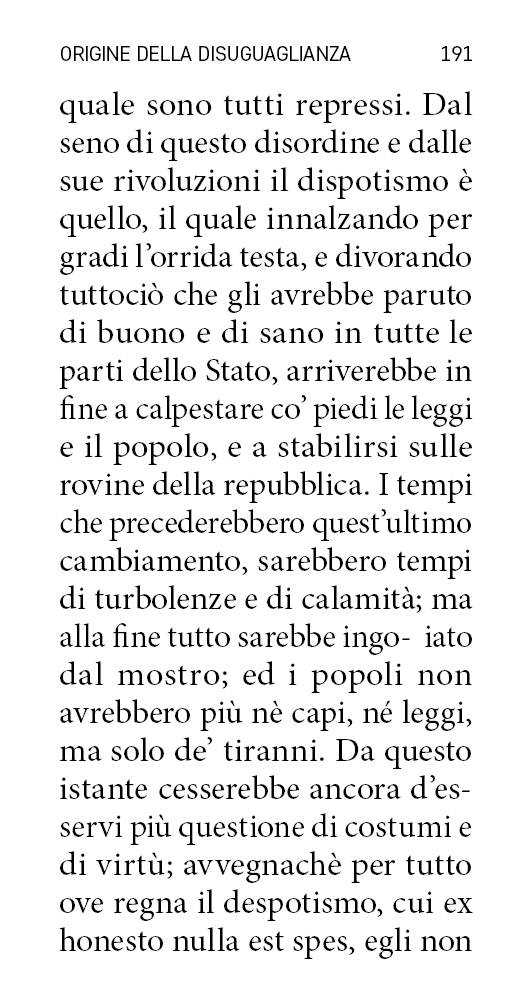 ORIGINE DELLA DISUGUAGLIANZA 191
quale sono tutti repressi. Dal
seno di questo disordine e dalle
sue rivoluzioni il dispotismo è
quello, il quale innalzando per
gradi l’orrida testa, e divorando
tuttociò che gli avrebbe paruto
di buono e di sano in tutte le
parti dello Stato, arriverebbe in
fine a calpestare co’ piedi le leggi
e il popolo, e a stabilirsi sulle
rovine della repubblica. I tempi
che precederebbero quest’ultimo
cambiamento, sarebbero tempi
di turbolenze e di calamità; ma
alla fine tutto sarebbe ingo- iato
dal mostro; ed i popoli non
avrebbero più nè capi, né leggi,
ma solo de’ tiranni. Da questo
istante cesserebbe ancora d’es-
servi più questione di costumi e
di virtù; avvegnachè per tutto
ove regna il despotismo, cui ex
honesto nulla est spes, egli non